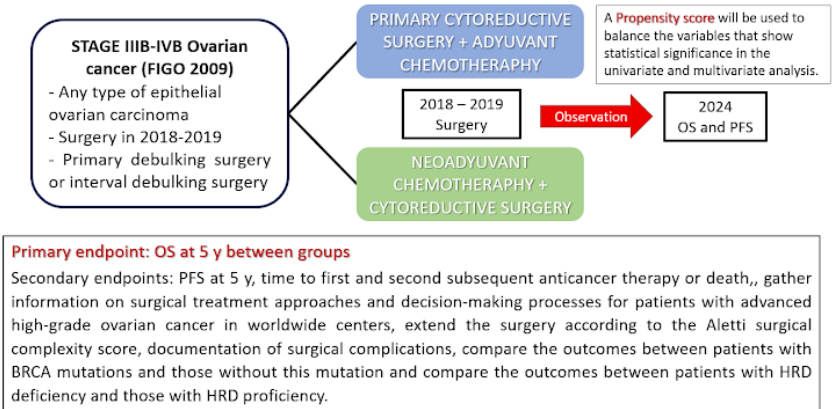 STAGE IIIB-IVB Ovarian
cancer (FIGO 2009)
- Any type of epithelial
ovarian carcinoma
- Surgery in 2018-2019
- Primary debulking surgery
or interval debulking surgery
PRIMARY CYTOREDUCTIVE
SURGERY + ADYUVANT
CHEMOTHERAPHY
A Propensity score will be used to
balance the variables that show
statistical significance in the
univariate and multivariate analysis.
2018 – 2019
Surgery
Observation
2024
OS and PFS
NEOADYUVANT
CHEMOTHERAPHY +
CYTOREDUCTIVE SURGERY
Primary endpoint: OS at 5 y between groups
Secondary endpoints: PFS at 5 y, time to first and second subsequent anticancer therapy or death,, gather
information on surgical treatment approaches and decision-making processes for patients with advanced
high-grade ovarian cancer in worldwide centers, extend the surgery according to the Aletti surgical
complexity score, documentation of surgical complications, compare the outcomes between patients with
BRCA mutations and those without this mutation and compare the outcomes between patients with HRD
deficiency and those with HRD proficiency.